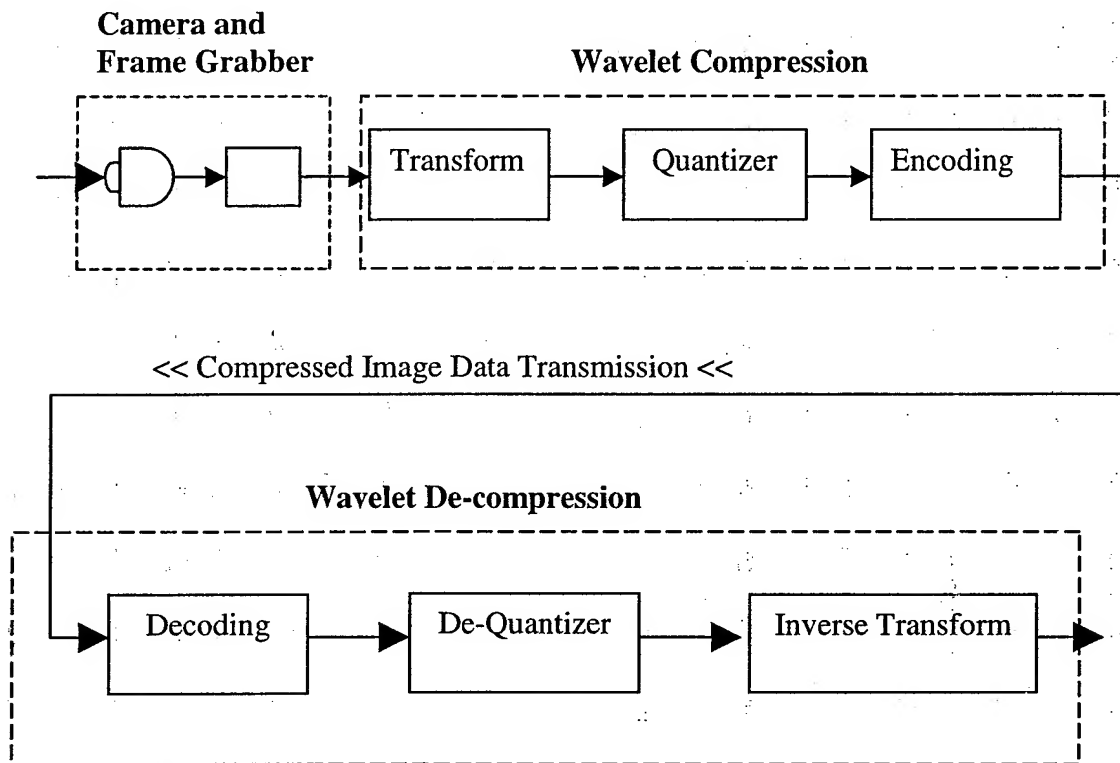 Camera and
Frame Grabber
Wavelet Compression
Transform
Quantizer
Encoding
<< Compressed Image Data Transmission <<
Wavelet De-compression
Decoding
De-Quantizer
Inverse Transform